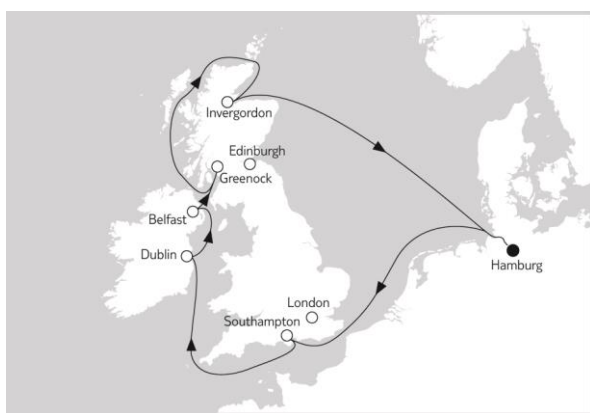 Invergordon
Edinburgh
Greenock
Belfast
Dublin
Hamburg
London
Southampton